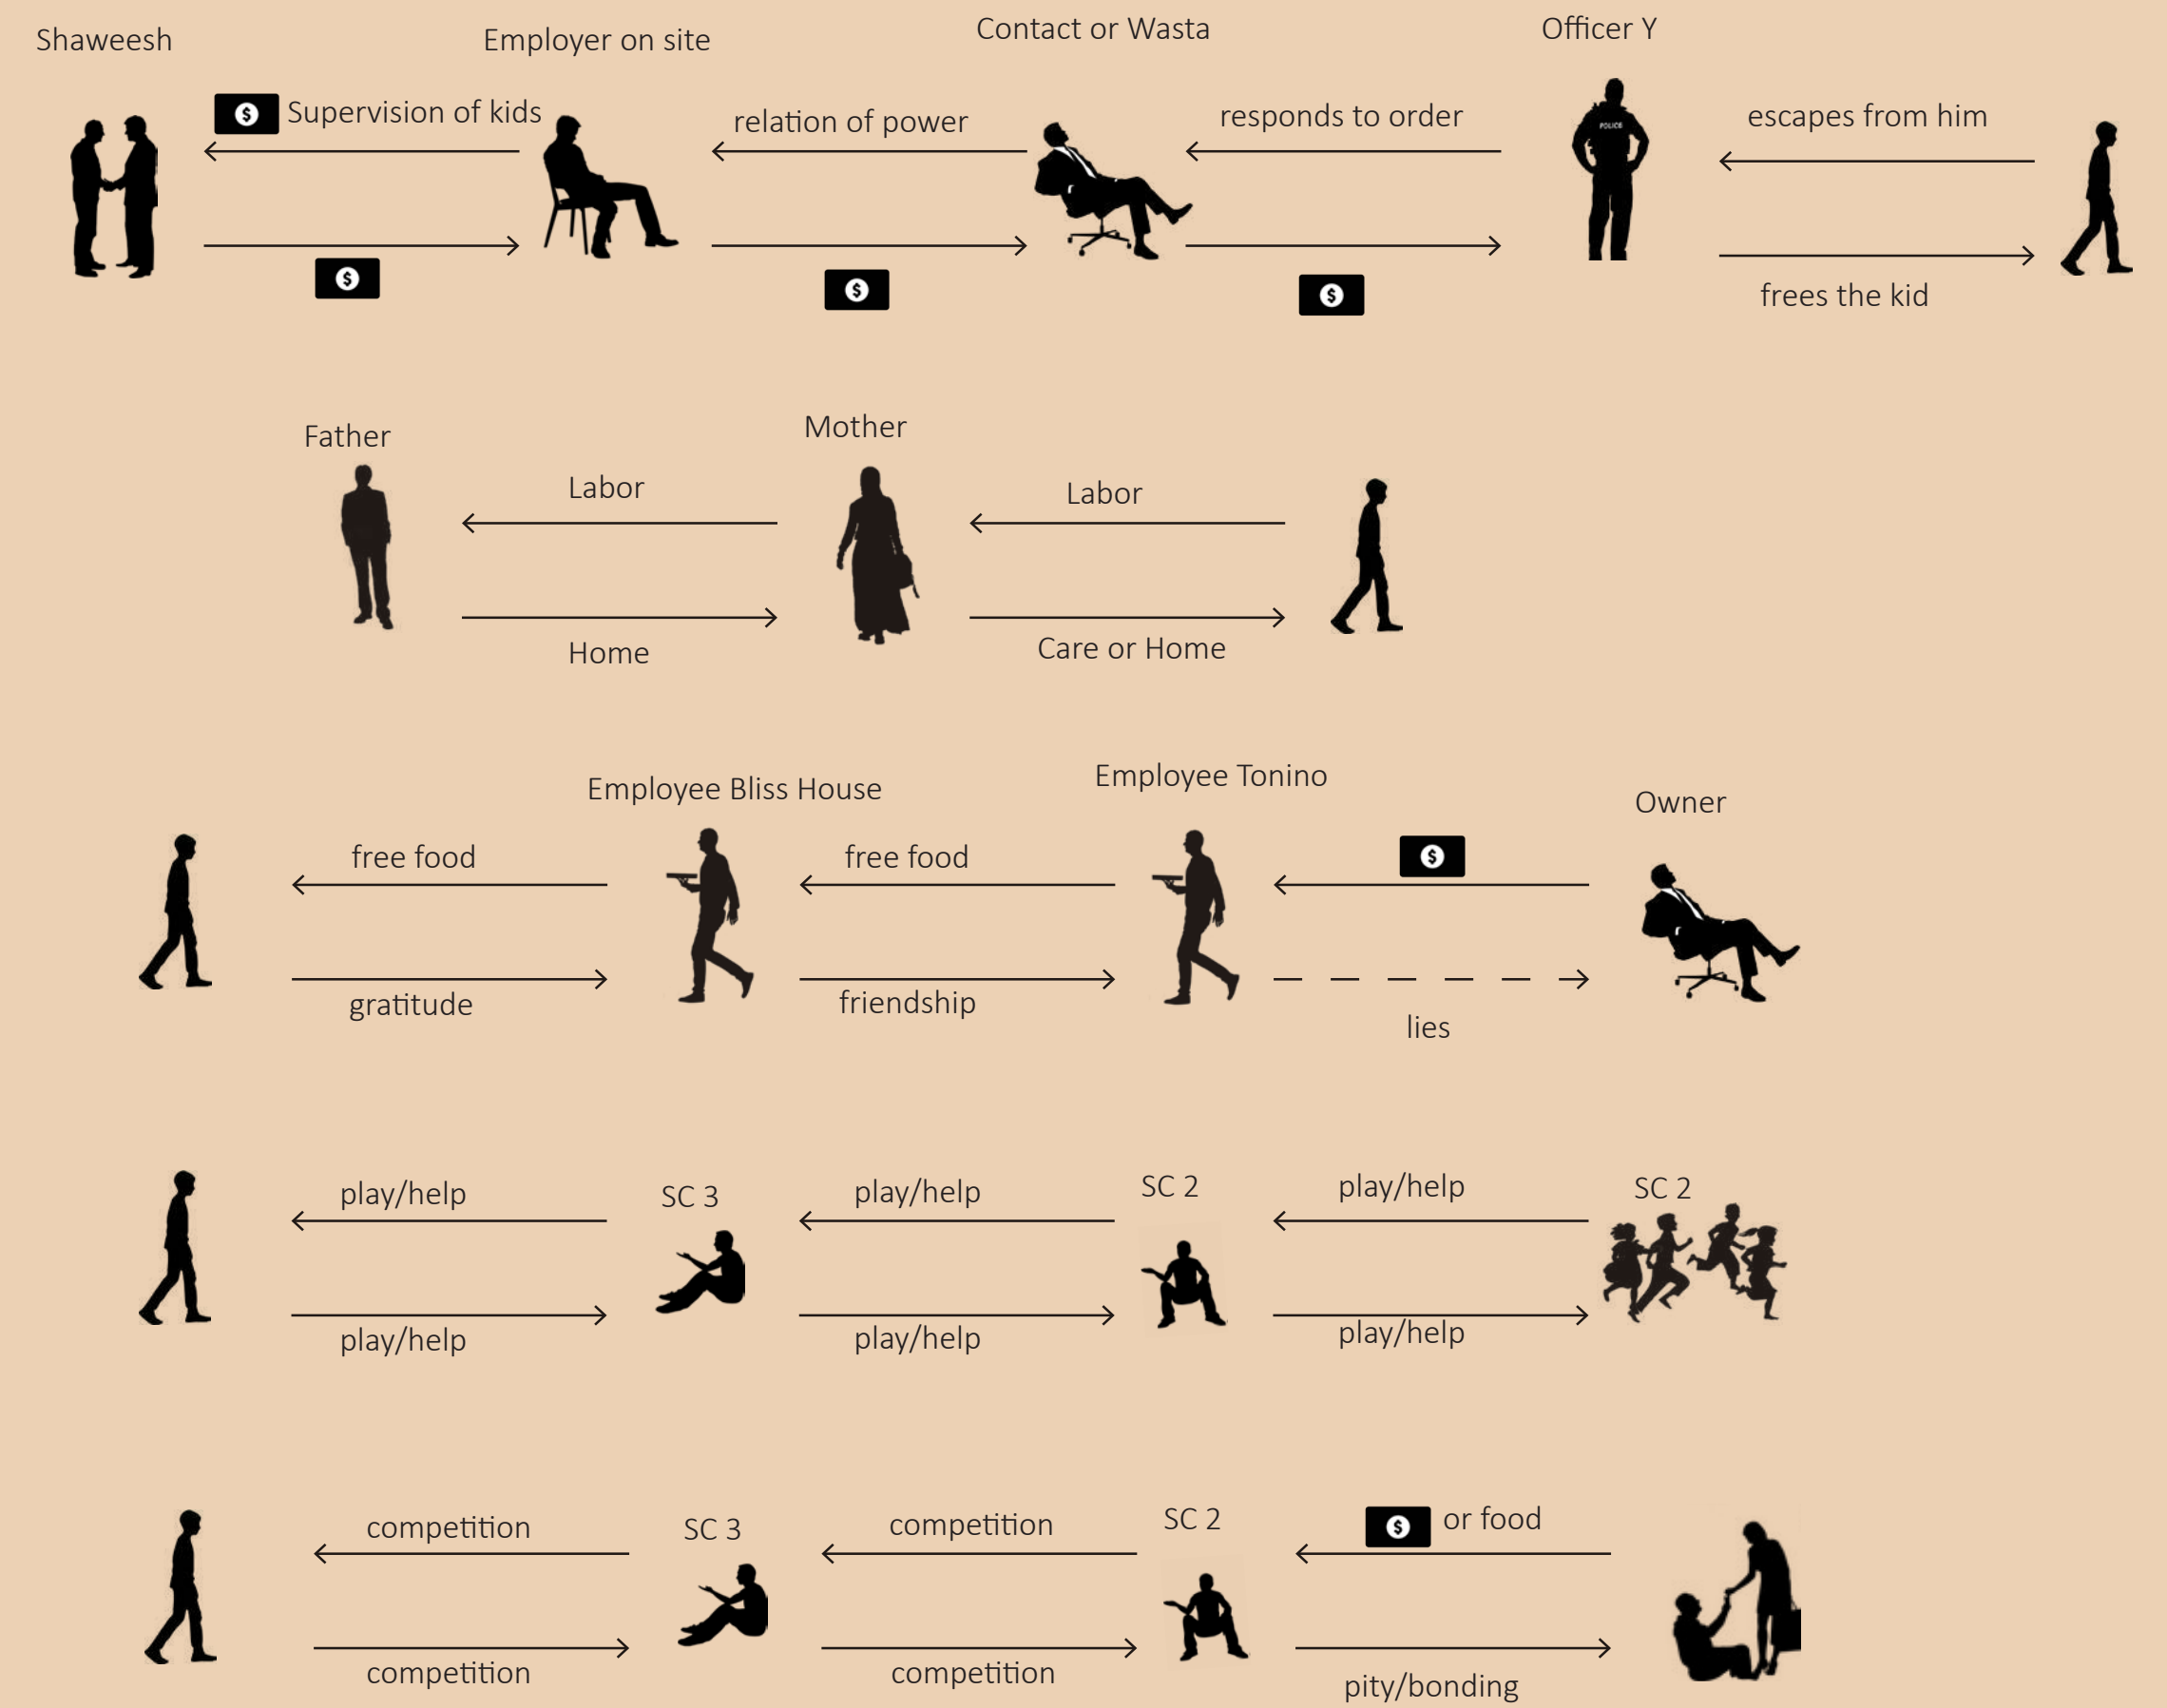 Shaweesh
Employer on site
Contact or Wasta
Officer Y
$ Supervision of kids
relation of power
responds to order
POLICE
escapes from him
$
$
$
frees the kid
Father
Mother
Labor
Labor
Home
Care or Home
Employee Bliss House
Employee Tonino
Owner
free food
free food
$
gratitude
friendship
lies
play/help
SC 3
play/help
SC 2
play/help
SC 2
play/help
play/help
play/help
competition
SC 3
competition
SC 2
$ or food
competition
competition
pity/bonding